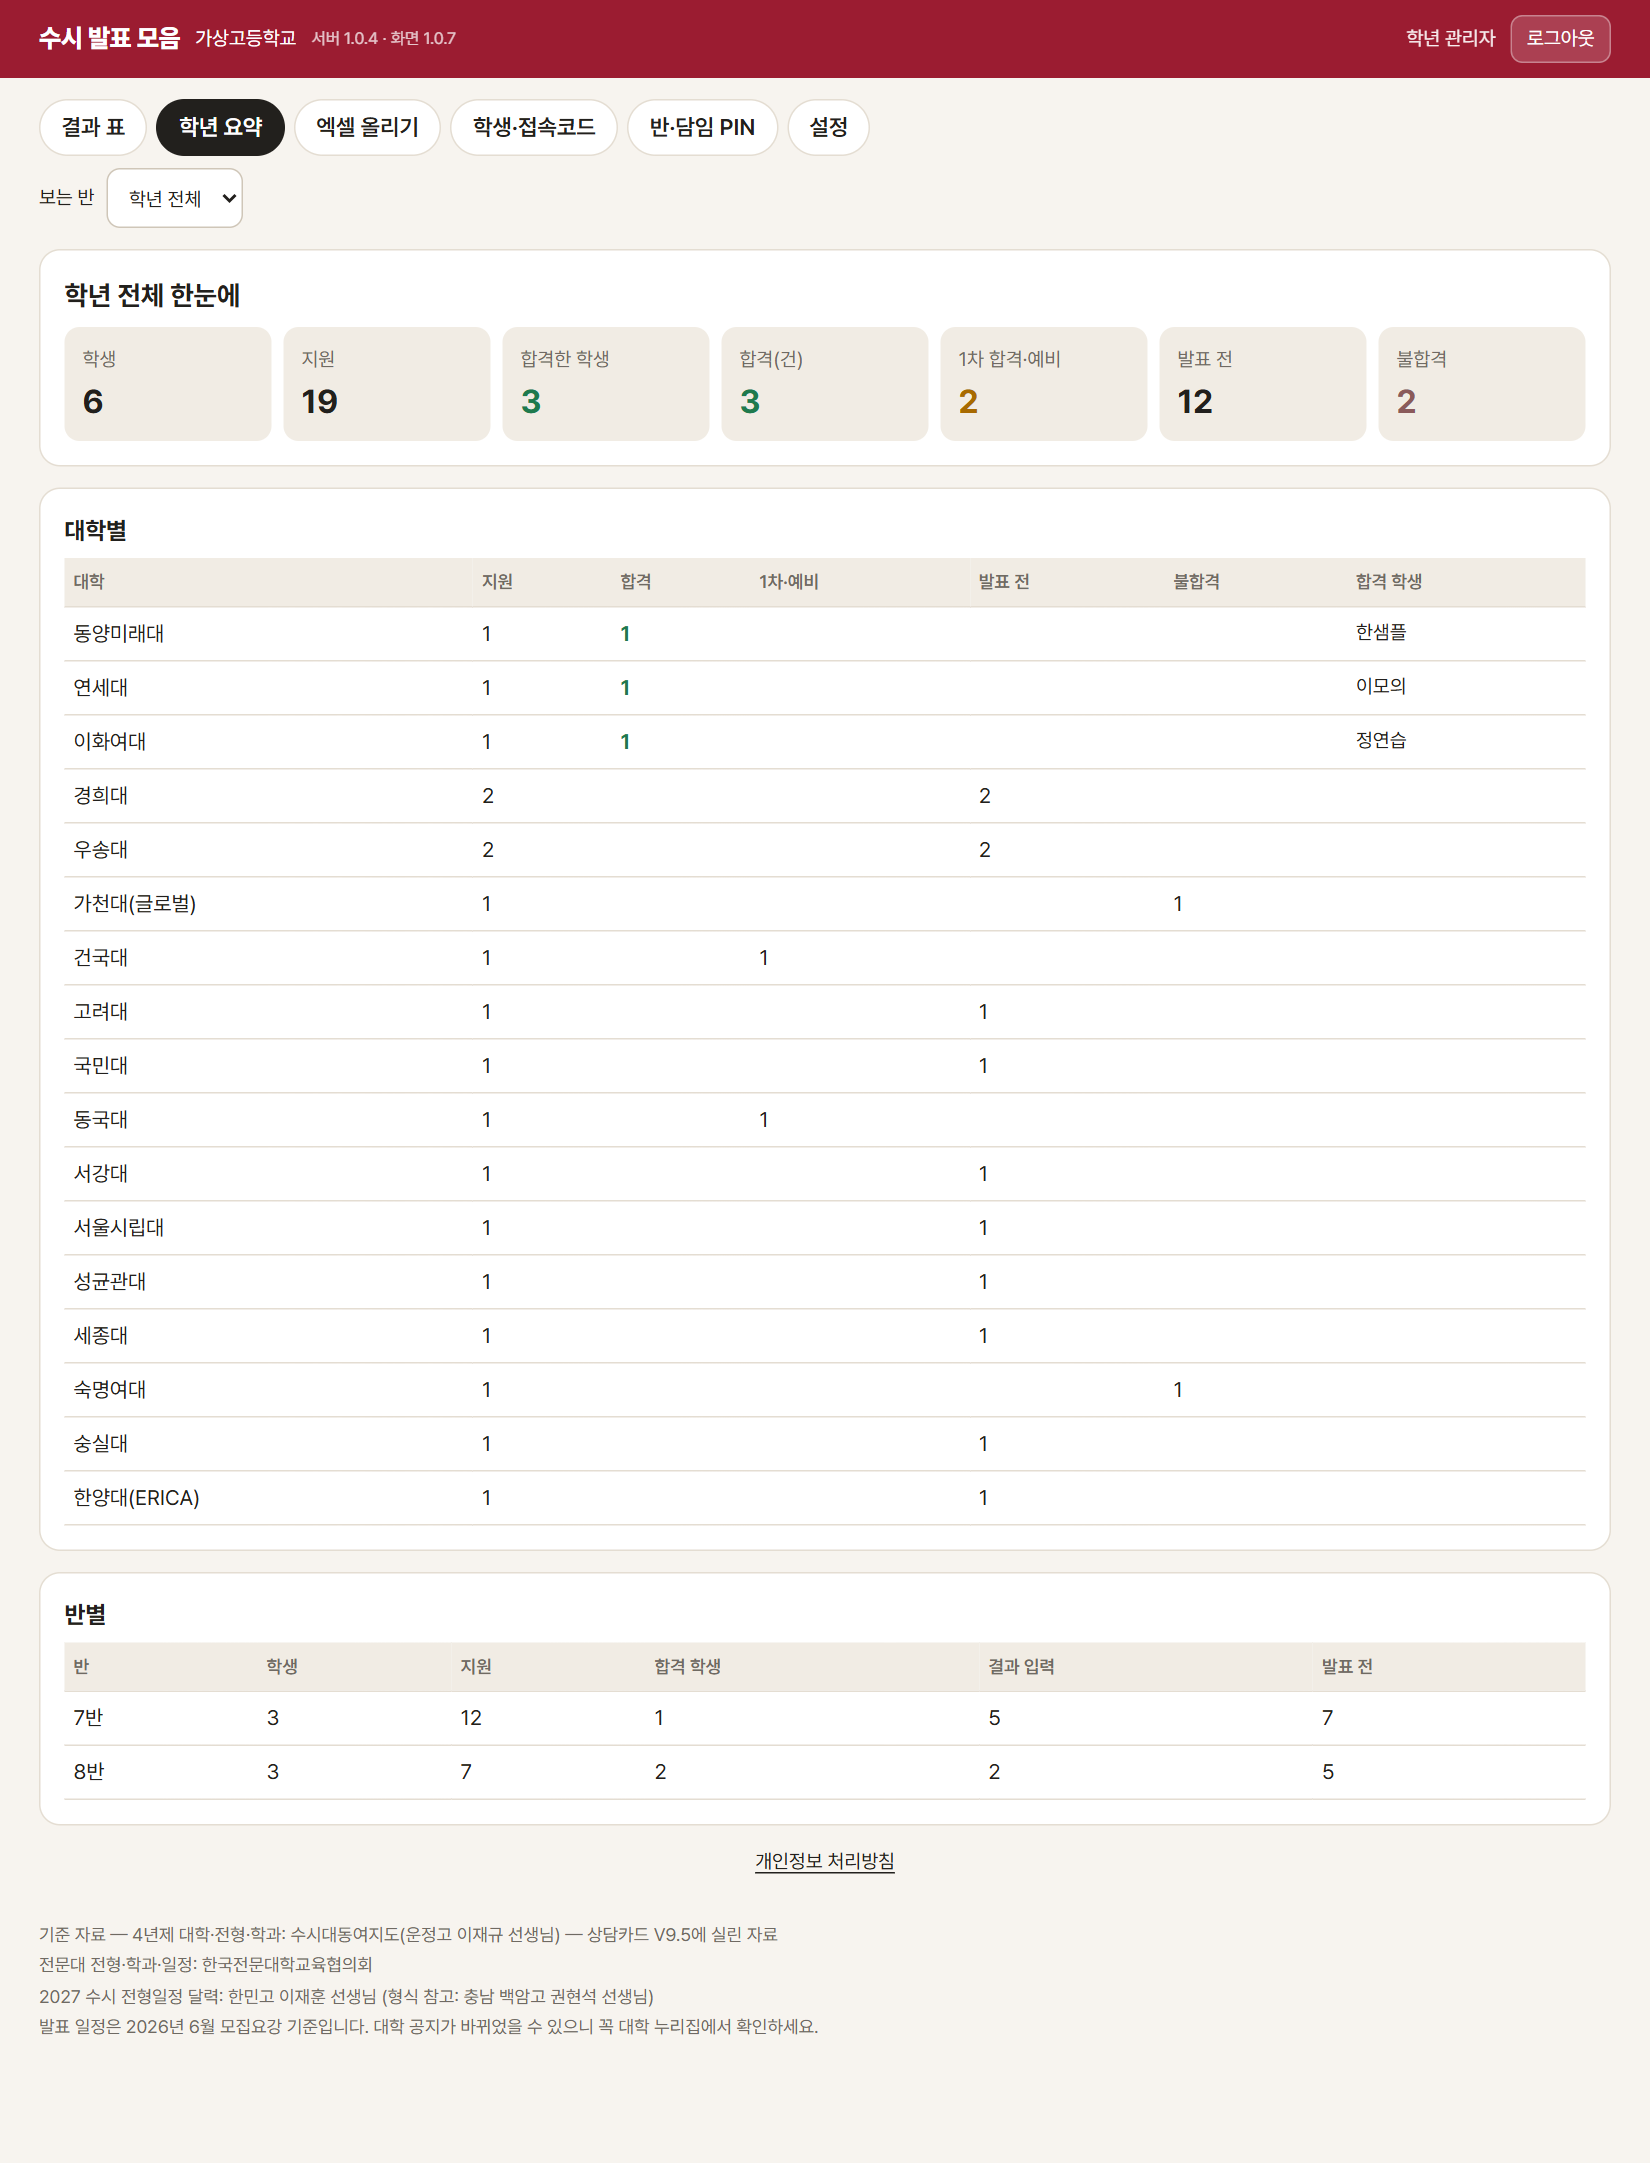 수시 발표 모음 가상고등학교 서버 1.0.4 · 화면 1.0.7 학년 관리자 로그아웃
결과 표 학년 요약 엑셀 올리기 학생·접속코드 반·담임 PIN 설정
보는 반 학년 전체
학년 전체 한눈에
학생 지원 합격한 학생 합격(건) 1차 합격·예비 발표 전 불합격
6 19 3 3 2 12 2
대학별
대학 지원 합격 1차·예비 발표 전 불합격 합격 학생
동양미래대 1 1 한샘플
연세대 1 1 이모의
이화여대 1 1 정연습
경희대 2 2
우송대 2 2
가천대(글로벌) 1 1
건국대 1 1
고려대 1 1
국민대 1 1
동국대 1 1
서강대 1 1
서울시립대 1 1
성균관대 1 1
세종대 1 1
숙명여대 1 1
숭실대 1 1
한양대(ERICA) 1 1
반별
반 학생 지원 합격 학생 결과 입력 발표 전
7반 3 12 1 5 7
8반 3 7 2 2 5
개인정보 처리방침
기준 자료 — 4년제 대학·전형·학과: 수시대동여지도(운정고 이재규 선생님) — 상담카드 V9.5에 실린 자료
전문대 전형·학과·일정: 한국전문대학교육협의회
2027 수시 전형일정 달력: 한민고 이재훈 선생님 (형식 참고: 충남 백암고 권현석 선생님)
발표 일정은 2026년 6월 모집요강 기준입니다. 대학 공지가 바뀌었을 수 있으니 꼭 대학 누리집에서 확인하세요.